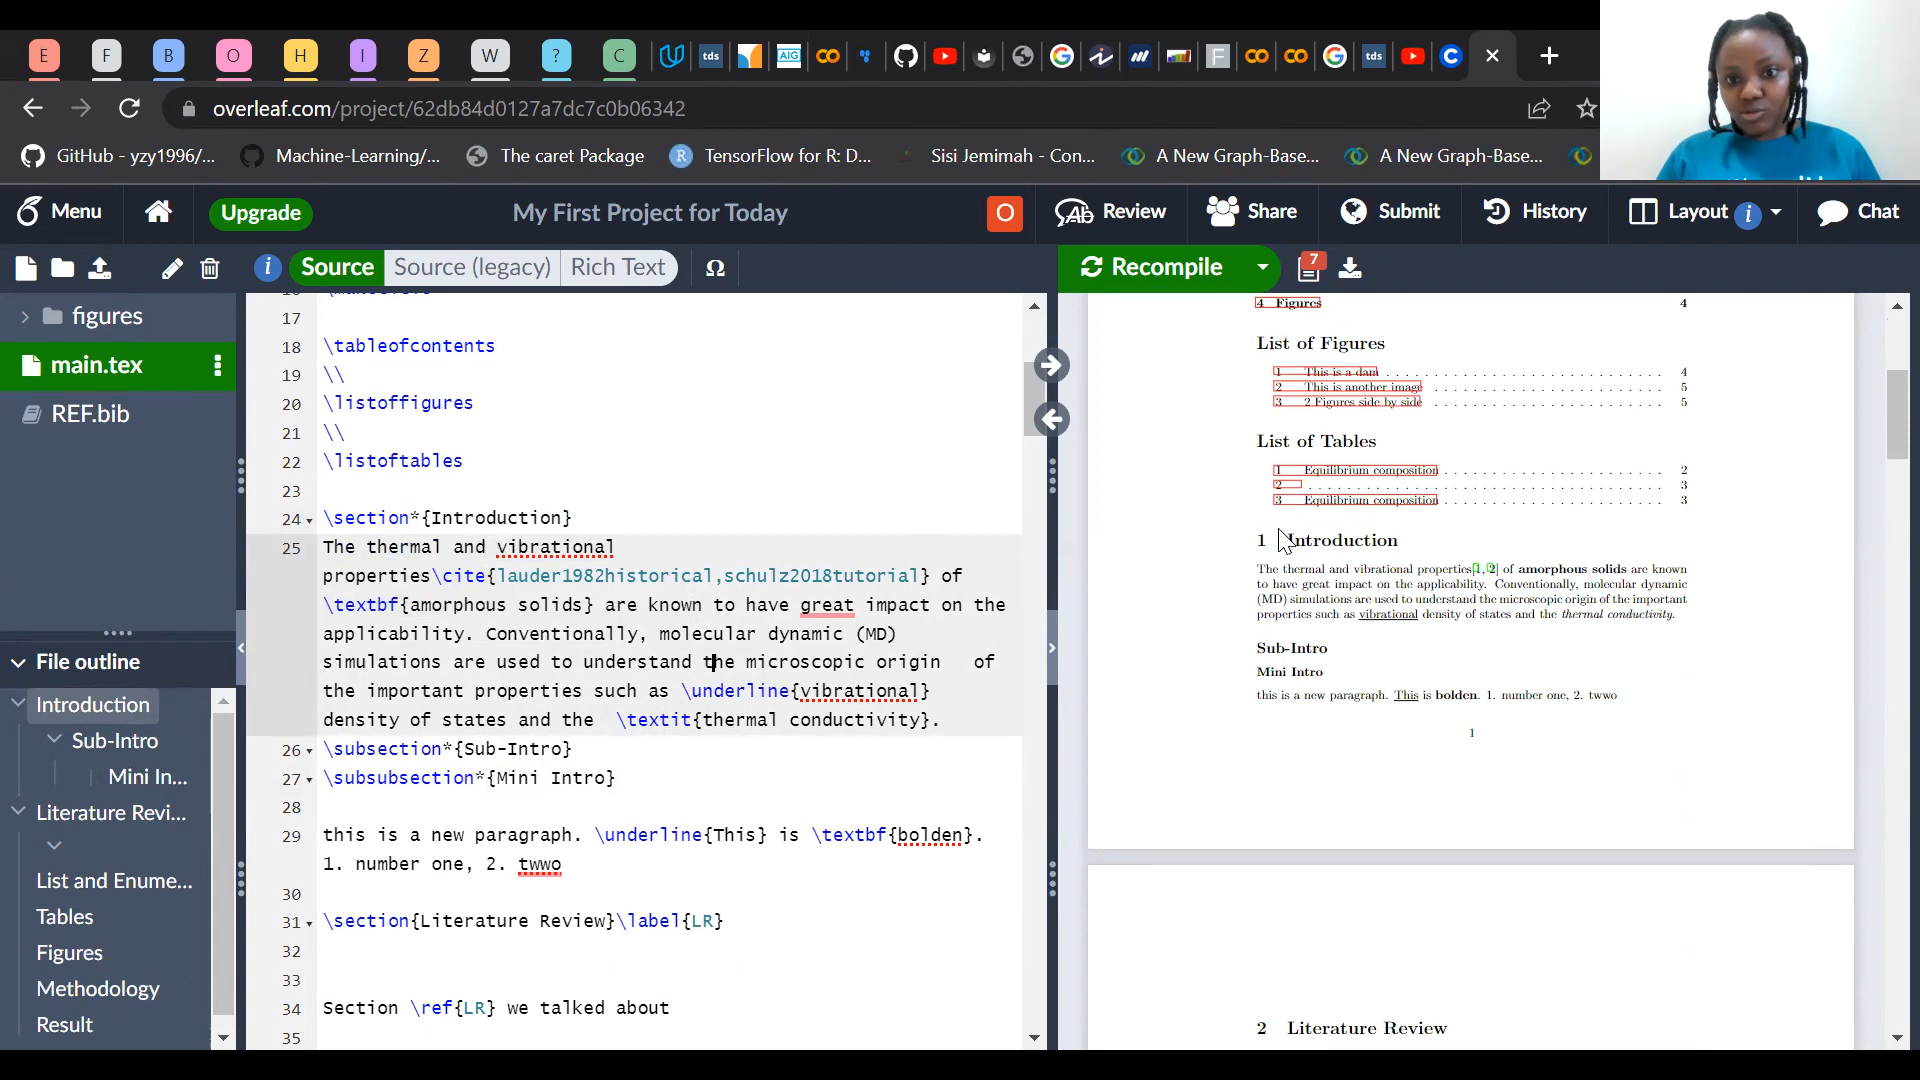 E F B O H I Z W ? C tds AIG F tds C
overleaf.com/project/62db84d0127a7dc7c0b06342
GitHub - yzy1996/... Machine-Learning/... The caret Package TensorFlow for R: D... Sisi Jemimah - Con... A New Graph-Base... A New Graph-Base...
Menu Upgrade My First Project for Today O Review Share Submit History Layout i Chat
i Source Source (legacy) Rich Text Ω Recompile 7
figures
main.tex
REF.bib
File outline
Introduction
Sub-Intro
Mini In...
Literature Revi...
List and Enume...
Tables
Figures
Methodology
Result
17
18 \tableofcontents
19 \\
20 \listoffigures
21 \\
22 \listoftables
23
24 \section*{Introduction}
25 The thermal and vibrational
properties\cite{lauder1982historical,schulz2018tutorial} of
\textbf{amorphous solids} are known to have great impact on the
applicability. Conventionally, molecular dynamic (MD)
simulations are used to understand the microscopic origin of
the important properties such as \underline{vibrational}
density of states and the \textit{thermal conductivity}.
26 \subsection*{Sub-Intro}
27 \subsubsection*{Mini Intro}
28
29 this is a new paragraph. \underline{This} is \textbf{bolden}.
1. number one, 2. twwo
30
31 \section{Literature Review}\label{LR}
32
33
34 Section \ref{LR} we talked about
35
4 Figures 4
List of Figures
1 This is a dam . . . . . . . . . . 4
2 This is another image . . . . . . . . . . 5
3 2 Figures side by side . . . . . . . . . . 5
List of Tables
1 Equilibrium composition . . . . . . . . . . 2
2 . . . . . . . . . . 3
3 Equilibrium composition . . . . . . . . . . 3
1 Introduction
The thermal and vibrational properties[1, 2] of amorphous solids are known
to have great impact on the applicability. Conventionally, molecular dynamic
(MD) simulations are used to understand the microscopic origin of the important
properties such as vibrational density of states and the thermal conductivity.
Sub-Intro
Mini Intro
this is a new paragraph. This is bolden. 1. number one, 2. twwo
1
2 Literature Review